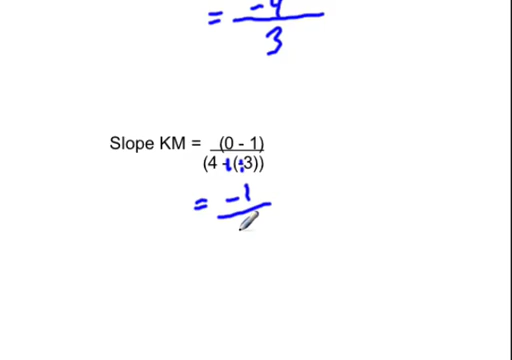 = -4
3
Slope KM = (0 - 1)
(4 - (-3))
= -1